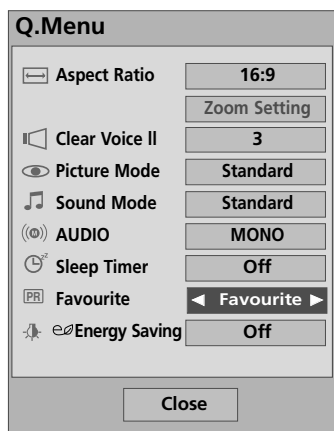 Q.Menu
Aspect Ratio 16:9
Zoom Setting
Clear Voice ll 3
Picture Mode Standard
Sound Mode Standard
AUDIO MONO
Sleep Timer Off
PR Favourite ◀ Favourite ▶
Energy Saving Off
Close